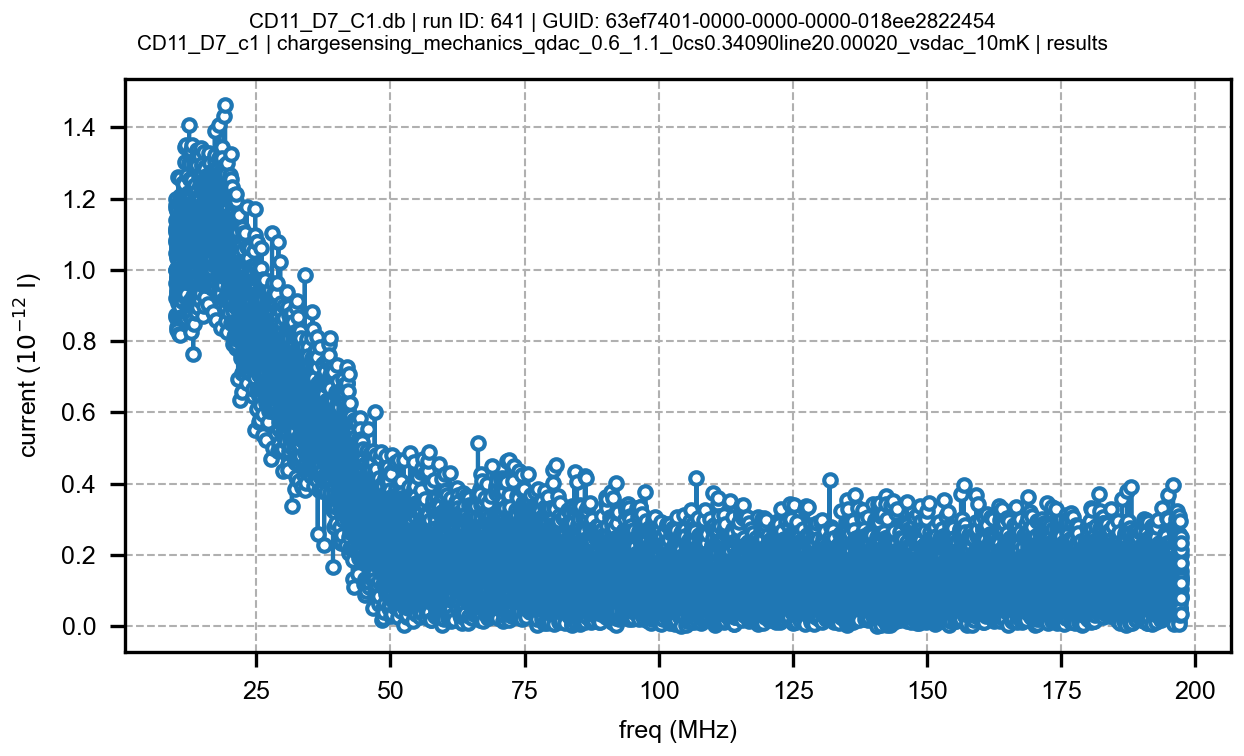 CD11_D7_C1.db | run ID: 641 | GUID: 63ef7401-0000-0000-0000-018ee2822454
CD11_D7_c1 | chargesensing_mechanics_qdac_0.6_1.1_0cs0.34090line20.00020_vsdac_10mK | results
1.4
1.2
1.0
0.8
0.6
0.4
0.2
0.0
current (10⁻¹² I)
25 50 75 100 125 150 175 200
freq (MHz)